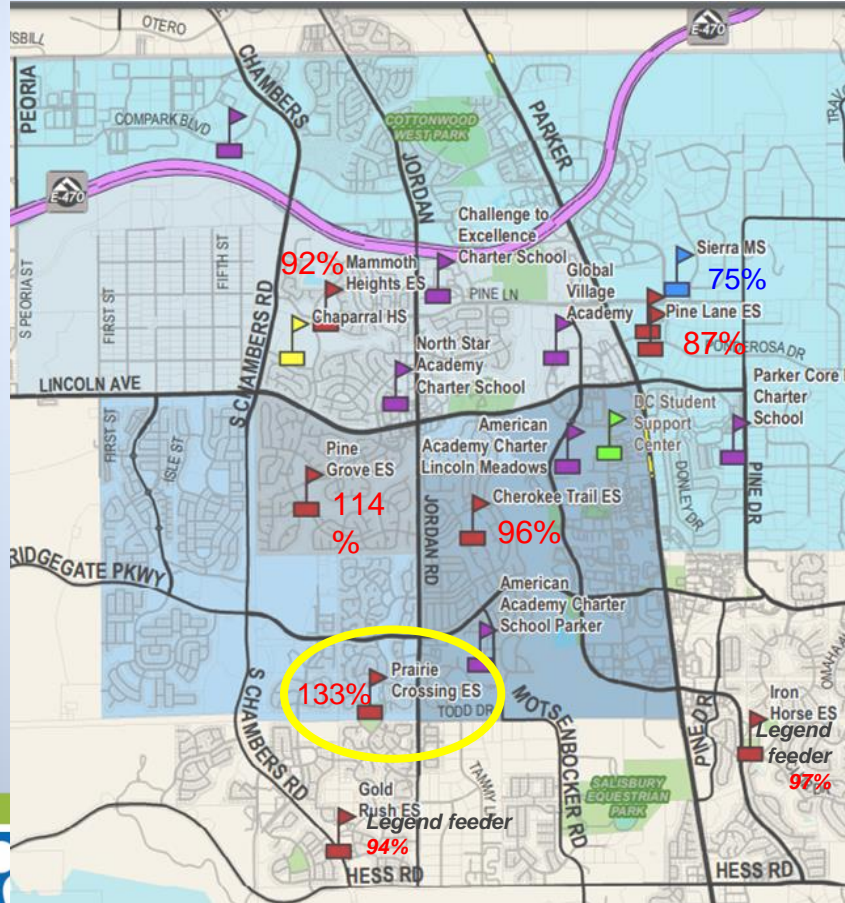 OTERO
E-470
PEORIA
CHAMBERS
COMPARK BLVD
COTTONWOOD
WEST PARK
PARKER
JORDAN
E-470
Challenge to
Excellence
Charter School
S PEORIA ST
FIRST ST
FIFTH ST
92%
Mammoth
Heights ES
PINE LN
Global
Village
Academy
Sierra MS
75%
Chaparral HS
Pine Lane ES
87%
S CHAMBERS RD
North Star
Academy
Charter School
LINCOLN AVE
Parker Core
Charter
School
FIRST ST
ISLE ST
American
Academy Charter
Lincoln Meadows
DC Student
Support
Center
Pine
Grove ES
114
%
JORDAN RD
Cherokee Trail ES
96%
DONLEY DR
PINE DR
RIDGEGATE PKWY
American
Academy Charter
School Parker
133%
Prairie
Crossing ES
TODD DR
S CHAMBERS RD
MOTSENBOCKER RD
PINE DR
Iron
Horse ES
Legend
feeder
97%
SALISBURY
EQUESTRIAN
PARK
Gold
Rush ES
Legend feeder
94%
HESS RD
HESS RD